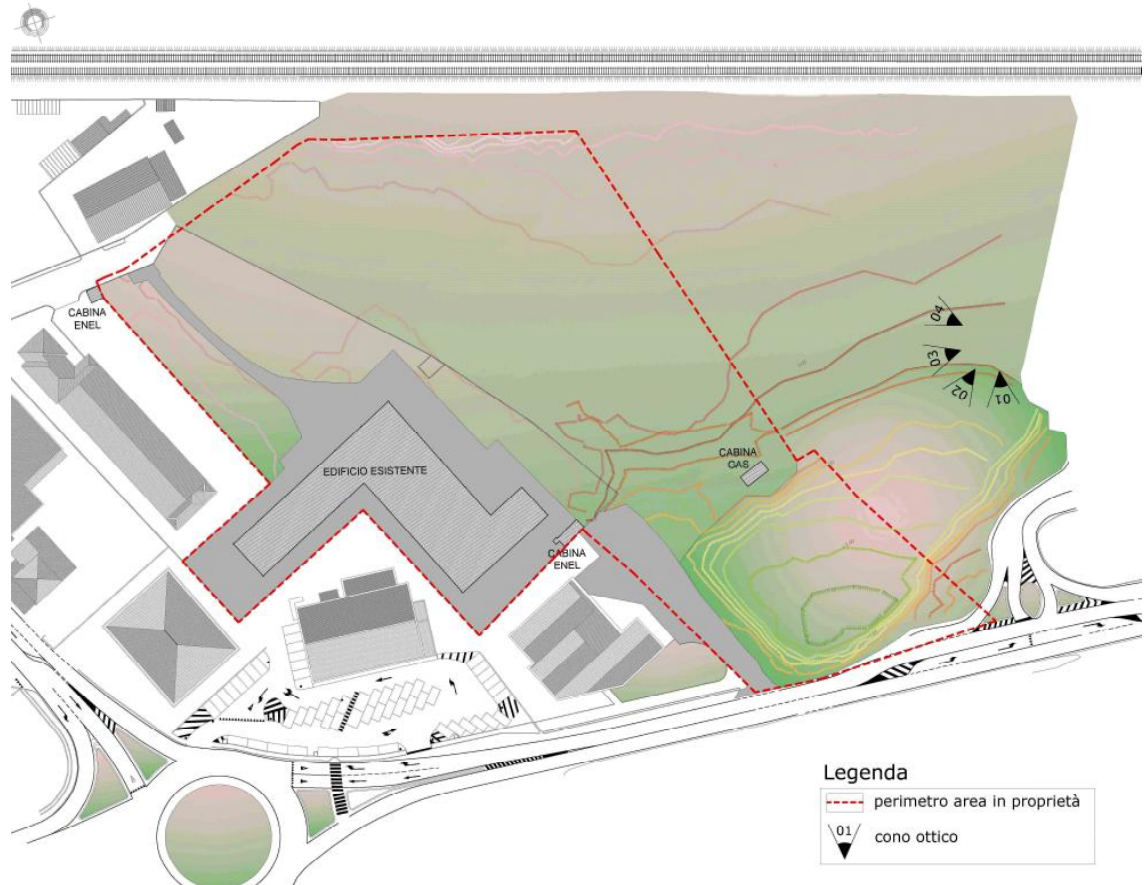 CABINA
ENEL
EDIFICIO ESISTENTE
CABINA
GAS
CABINA
ENEL
04
03
02
01
Legenda
perimetro area in proprietà
01
cono ottico